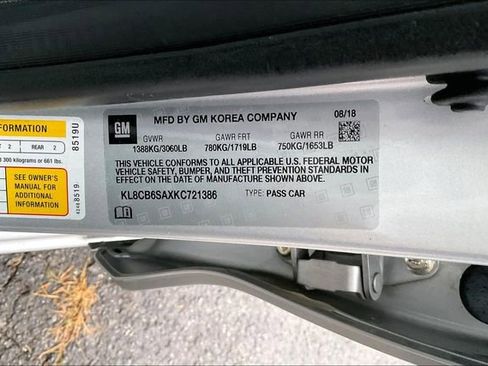 GM
MFD BY GM KOREA COMPANY 08/18
GVWR GAWR FRT GAWR RR
1388KG/3060LB 780KG/1719LB 750KG/1653LB
THIS VEHICLE CONFORMS TO ALL APPLICABLE U.S. FEDERAL MOTOR
VEHICLE SAFETY, BUMPER, AND THEFT PREVENTION STANDARDS IN
EFFECT ON THE DATE OF MANUFACTURE SHOWN ABOVE.
KL8CB6SAXKC721386 TYPE: PASS CAR
FORMATION
2 REAR 2
300 kilograms or 661 lbs.
SEE OWNER'S
MANUAL FOR
ADDITIONAL
INFORMATION
8519U
4248519